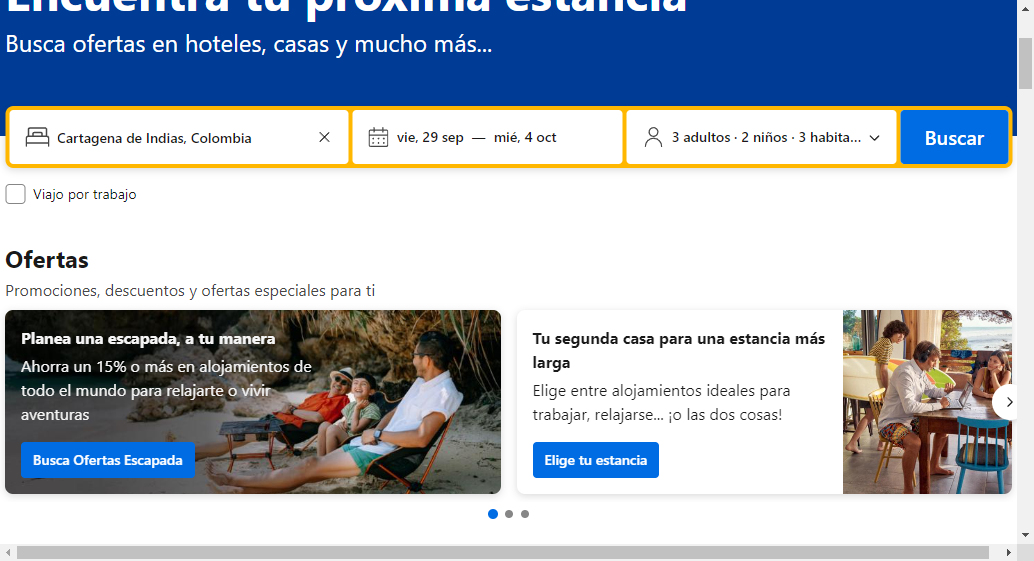 Encuentra tu próxima estancia
Busca ofertas en hoteles, casas y mucho más...
Cartagena de Indias, Colombia
vie, 29 sep — mié, 4 oct
3 adultos · 2 niños · 3 habita...
Buscar
Viajo por trabajo
Ofertas
Promociones, descuentos y ofertas especiales para ti
Planea una escapada, a tu manera
Ahorra un 15% o más en alojamientos de
todo el mundo para relajarte o vivir
aventuras
Busca Ofertas Escapada
Tu segunda casa para una estancia más
larga
Elige entre alojamientos ideales para
trabajar, relajarse... ¡o las dos cosas!
Elige tu estancia